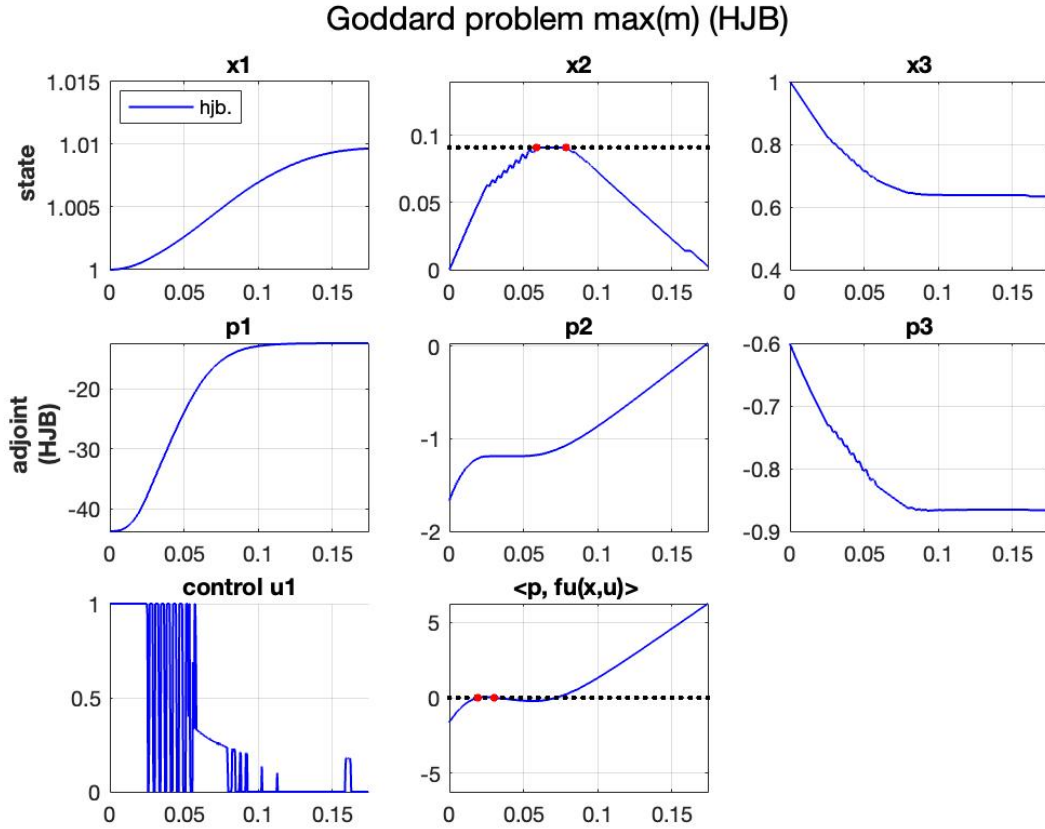 Goddard problem max(m) (HJB)
x1
x2
x3
state
1.015
1.01
1.005
1
hjb.
0 0.05 0.1 0.15
0.1
0.05
0
0 0.05 0.1 0.15
1
0.8
0.6
0.4
0 0.05 0.1 0.15
p1
p2
p3
adjoint
(HJB)
-20
-30
-40
0 0.05 0.1 0.15
0
-1
-2
0 0.05 0.1 0.15
-0.6
-0.7
-0.8
-0.9
0 0.05 0.1 0.15
control u1
<p, fu(x,u)>
1
0.5
0
0 0.05 0.1 0.15
5
0
-5
0 0.05 0.1 0.15